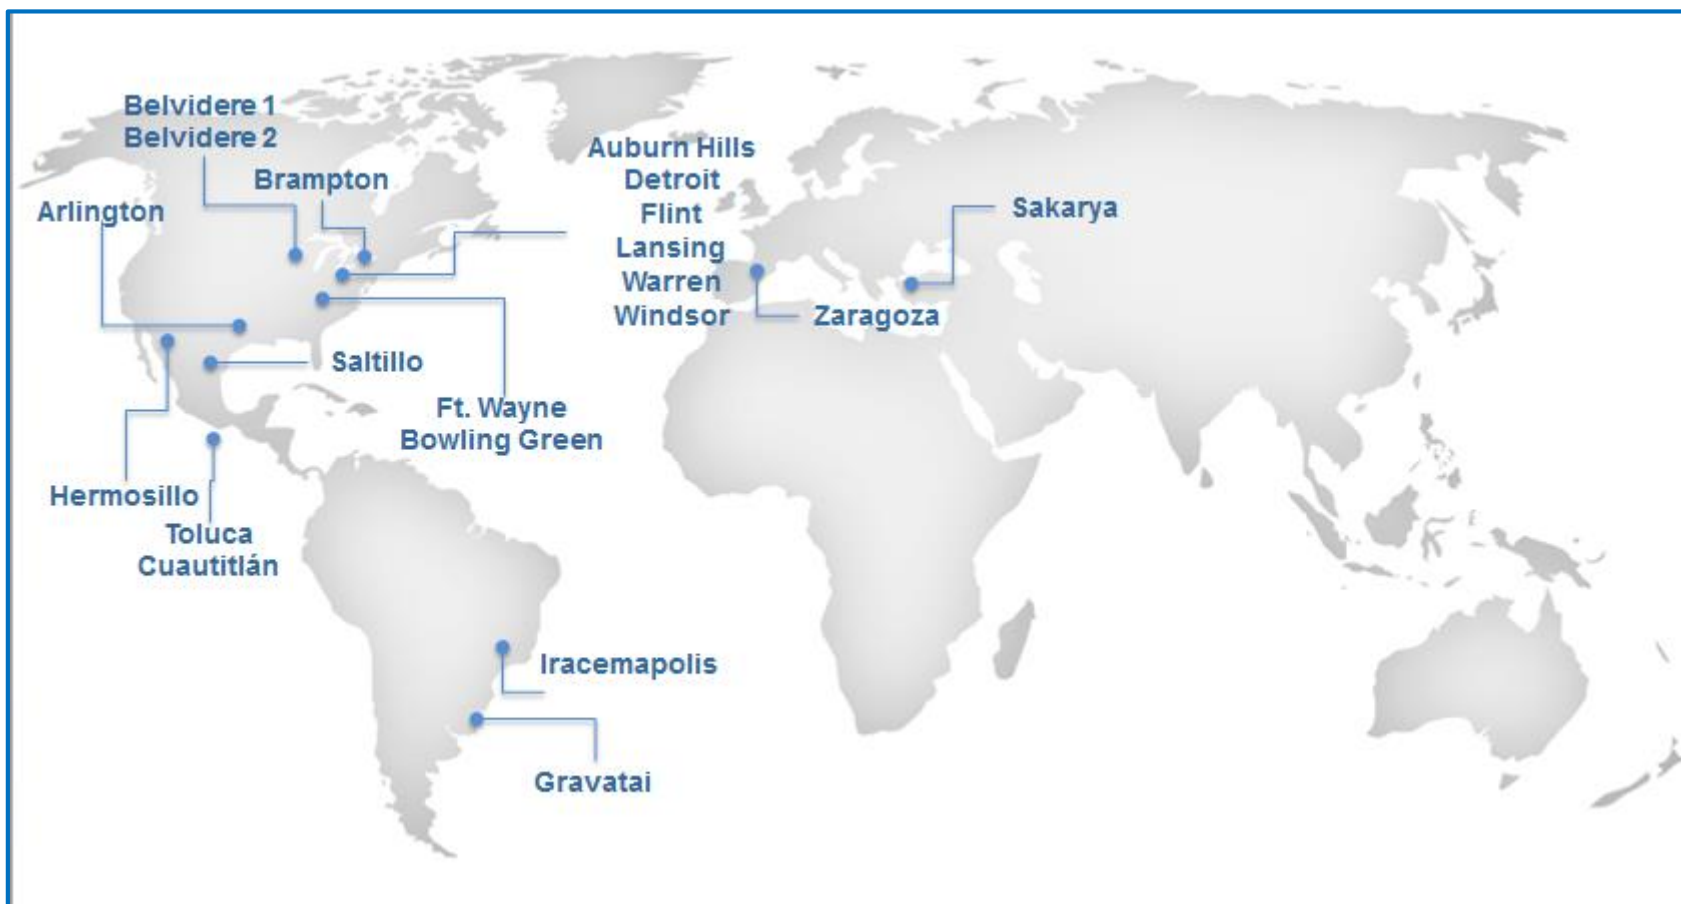 Belvidere 1
Belvidere 2
Brampton
Arlington
Auburn Hills
Detroit
Flint
Lansing
Warren
Windsor
Sakarya
Zaragoza
Saltillo
Ft. Wayne
Bowling Green
Hermosillo
Toluca
Cuautitlán
Iracemapolis
Gravatai